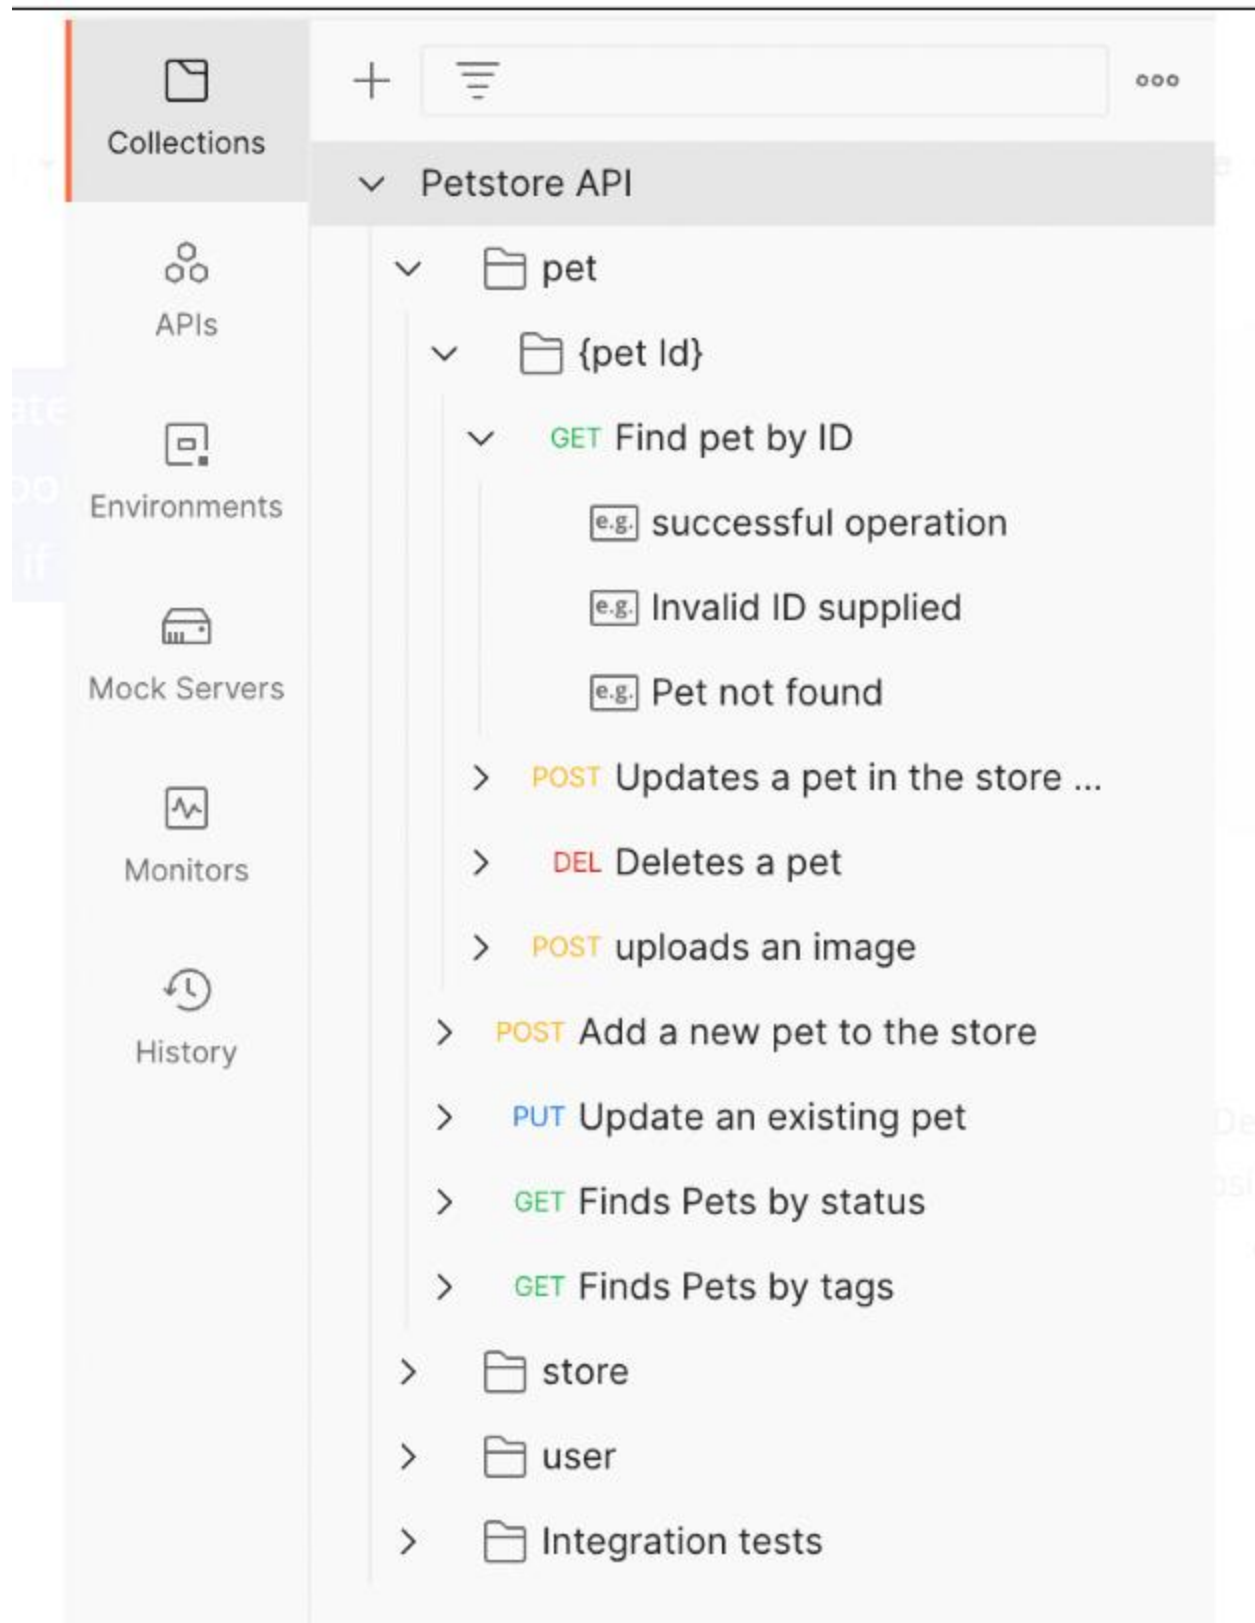 Collections
APIs
Environments
Mock Servers
Monitors
History
Petstore API
pet
{pet Id}
GET Find pet by ID
e.g. successful operation
e.g. Invalid ID supplied
e.g. Pet not found
POST Updates a pet in the store ...
DEL Deletes a pet
POST uploads an image
POST Add a new pet to the store
PUT Update an existing pet
GET Finds Pets by status
GET Finds Pets by tags
store
user
Integration tests